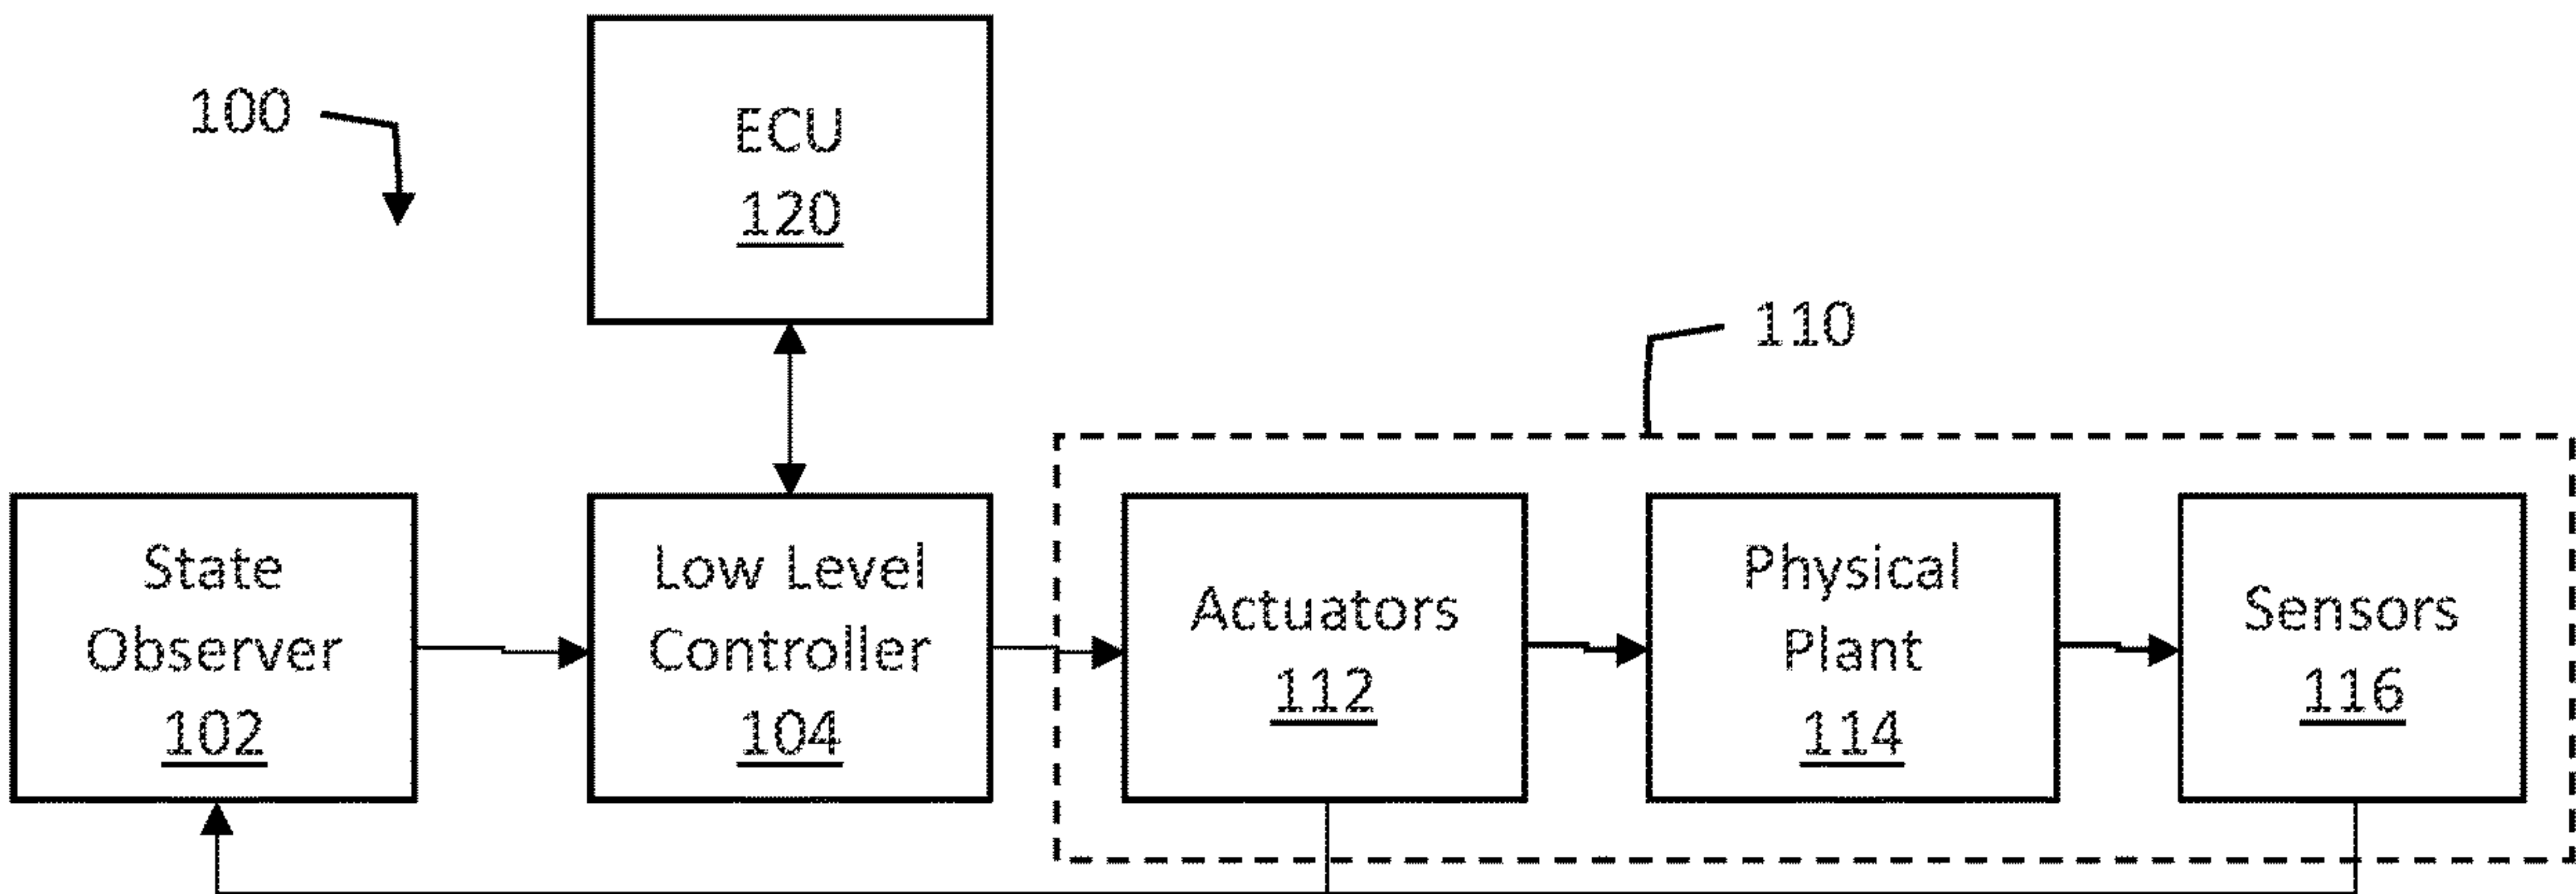 100
ECU
120
110
State
Observer
102
Low Level
Controller
104
Actuators
112
Physical
Plant
114
Sensors
116